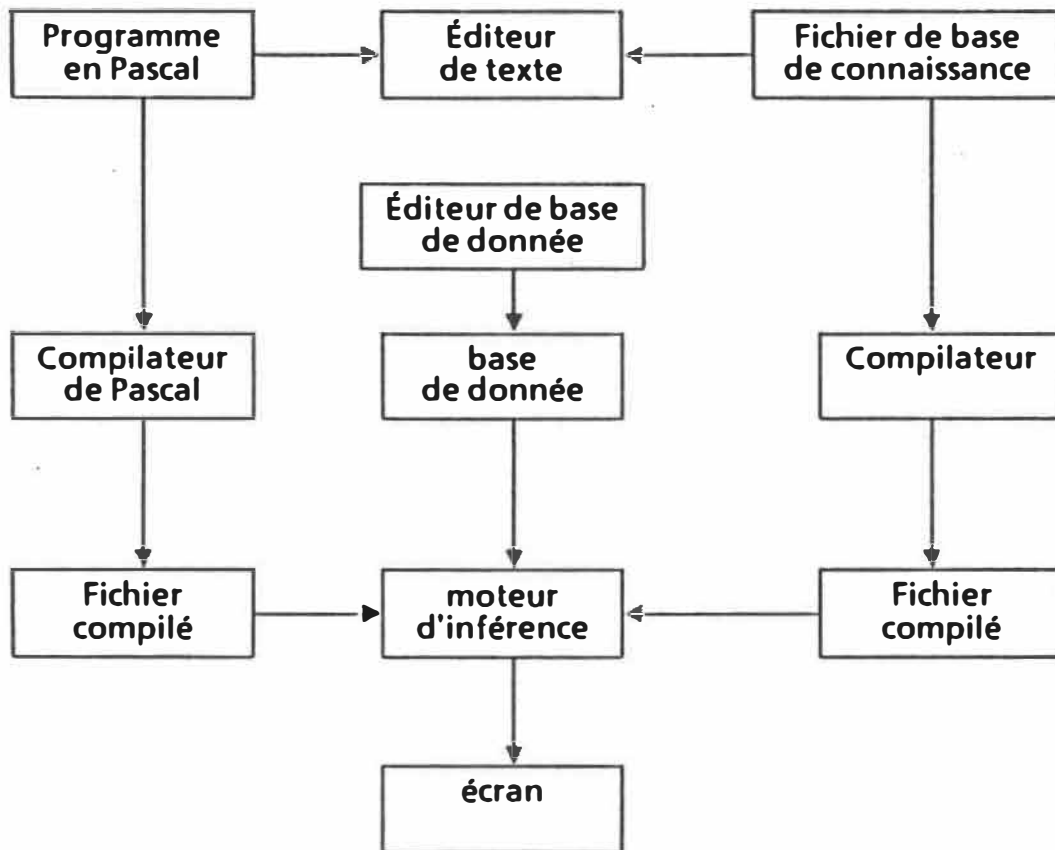 Programme
en Pascal
Éditeur
de texte
Fichier de base
de connaissance
Éditeur de base
de donnée
Compilateur
de Pascal
base
de donnée
Compilateur
Fichier
compilé
moteur
d'inférence
Fichier
compilé
écran